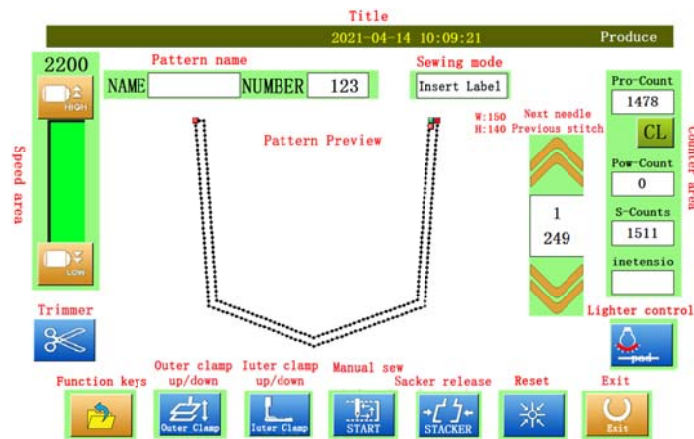 Title
2021-04-14 10:09:21 Produce
2200
Pattern name
Sewing mode
HIGH
NAME
NUMBER 123
Insert Label
Pro-Count
1478
CL
W:150 Next needle
H:140 Previous stitch
Pattern Preview
Speed area
Counter area
Pow-Count
0
1
249
S-Counts
1511
inetensio
LOW
Trimmer
Lighter control
pad
Function keys
Outer clamp
up/down
Iuter clamp
up/down
Manual sew
Sacker release
Reset
Exit
Outer Clamp
Iuter Clamp
START
STACKER
Exit